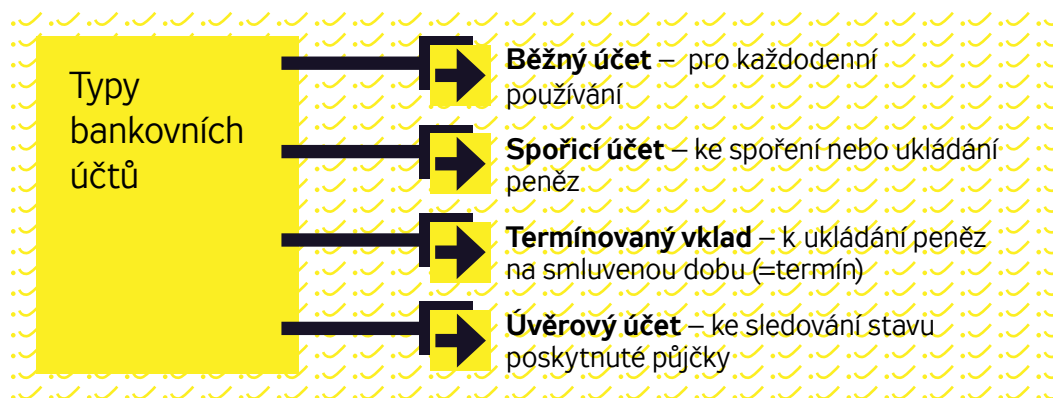 Typy
bankovních
účtů
Běžný účet – pro každodenní
používání
Spořicí účet – ke spoření nebo ukládání
peněz
Termínovaný vklad – k ukládání peněz
na smluvenou dobu (=termín)
Úvěrový účet – ke sledování stavu
poskytnuté půjčky